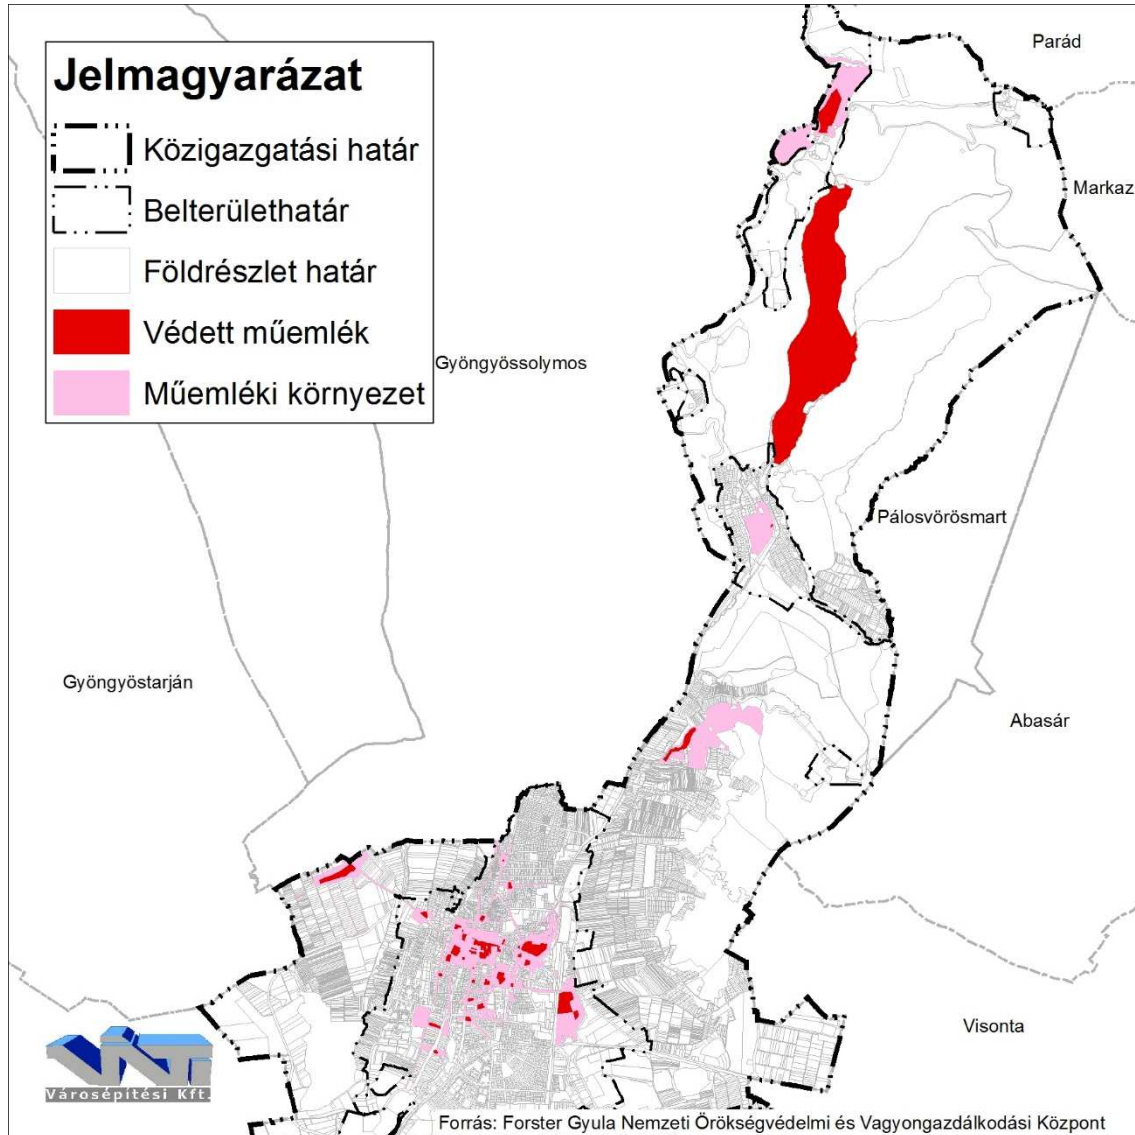 Jelmagyarázat
Közigazgatási határ
Belterülethatár
Földrészlet határ
Védett műemlék
Műemléki környezet
Parád
Markaz
Gyöngyössolymos
Pálosvörösmart
Gyöngyöstarján
Abasár
Visonta
VÁTI
Városépítési Kft.
Forrás: Forster Gyula Nemzeti Örökségvédelmi és Vagyongazdálkodási Központ